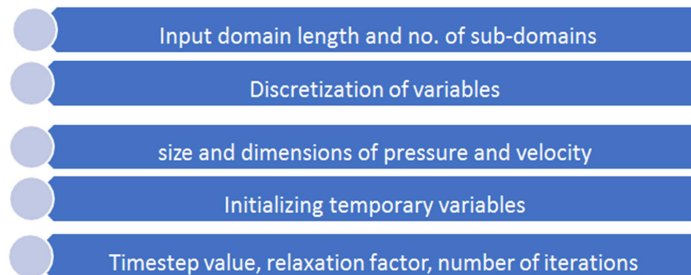 Input domain length and no. of sub-domains
Discretization of variables
size and dimensions of pressure and velocity
Initializing temporary variables
Timestep value, relaxation factor, number of iterations